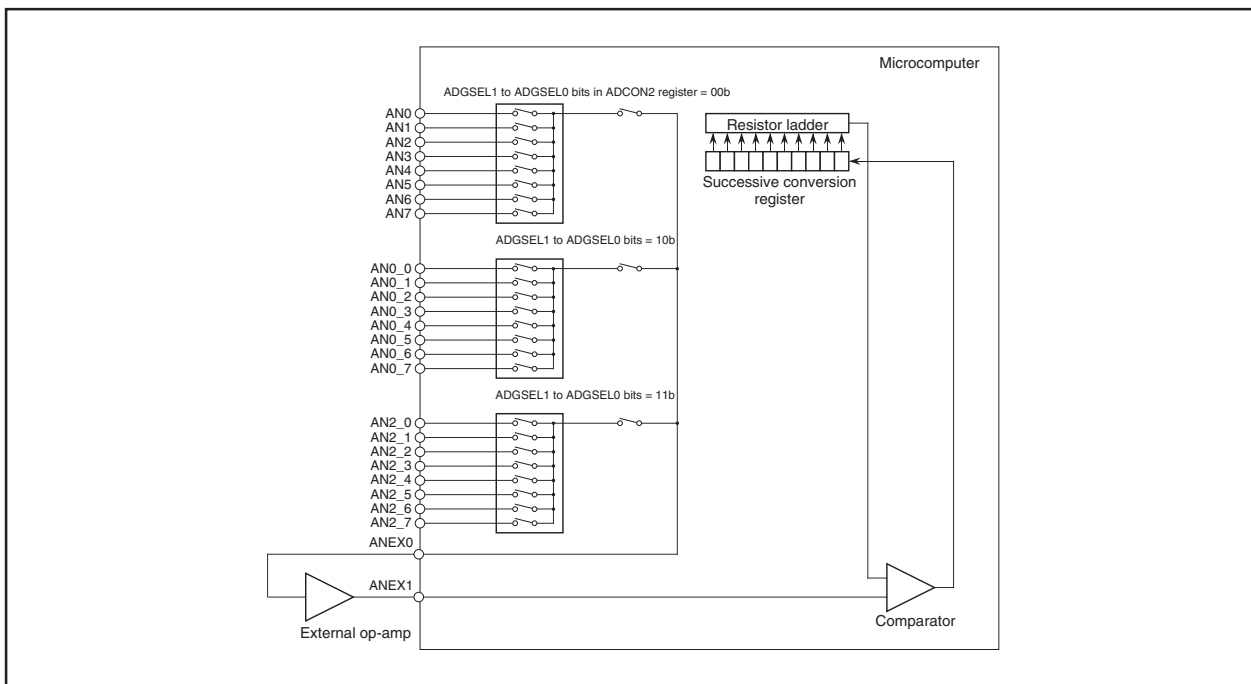 Microcomputer
ADGSEL1 to ADGSEL0 bits in ADCON2 register = 00b
AN0
AN1
AN2
AN3
AN4
AN5
AN6
AN7
Resistor ladder
Successive conversion
register
ADGSEL1 to ADGSEL0 bits = 10b
AN0_0
AN0_1
AN0_2
AN0_3
AN0_4
AN0_5
AN0_6
AN0_7
ADGSEL1 to ADGSEL0 bits = 11b
AN2_0
AN2_1
AN2_2
AN2_3
AN2_4
AN2_5
AN2_6
AN2_7
ANEX0
ANEX1
External op-amp
Comparator